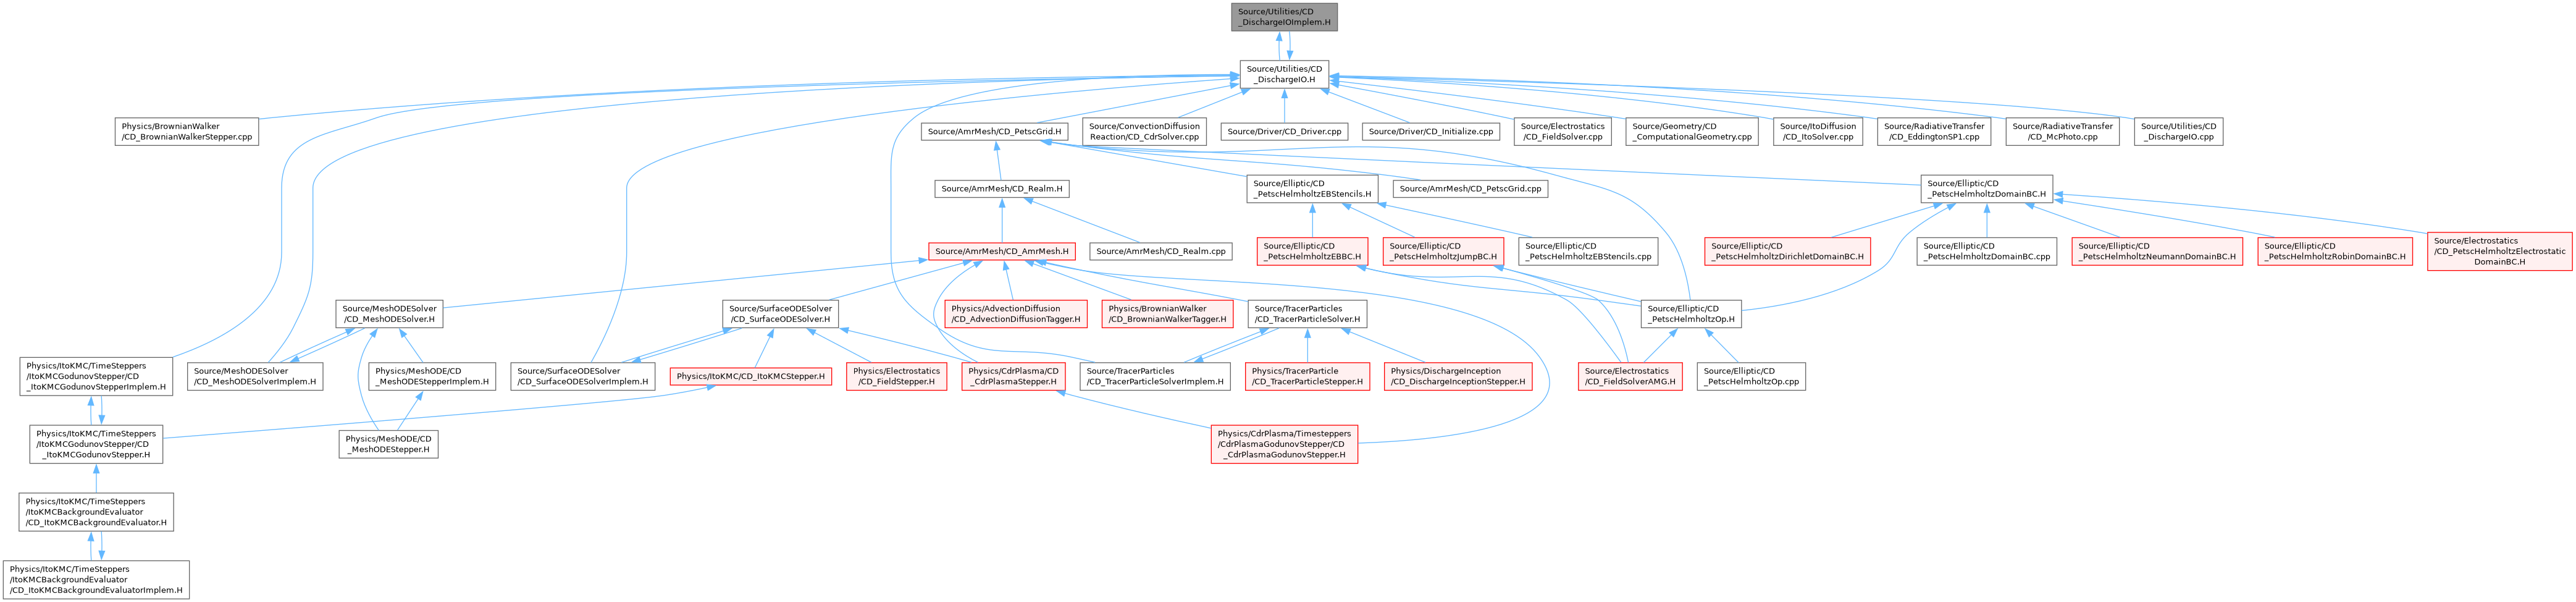 Source/Utilities/CD
_DischargeIOImplem.H
Source/Utilities/CD
_DischargeIO.H
Physics/BrownianWalker
/CD_BrownianWalkerStepper.cpp
Source/AmrMesh/CD_PetscGrid.H
Source/ConvectionDiffusion
Reaction/CD_CdrSolver.cpp
Source/Driver/CD_Driver.cpp
Source/Driver/CD_Initialize.cpp
Source/Electrostatics
/CD_FieldSolver.cpp
Source/Geometry/CD
_ComputationalGeometry.cpp
Source/ItoDiffusion
/CD_ItoSolver.cpp
Source/RadiativeTransfer
/CD_EddingtonSP1.cpp
Source/RadiativeTransfer
/CD_McPhoto.cpp
Source/Utilities/CD
_DischargeIO.cpp
Source/AmrMesh/CD_Realm.H
Source/Elliptic/CD
_PetscHelmholtzEBStencils.H
Source/AmrMesh/CD_PetscGrid.cpp
Source/Elliptic/CD
_PetscHelmholtzDomainBC.H
Source/AmrMesh/CD_AmrMesh.H
Source/AmrMesh/CD_Realm.cpp
Source/Elliptic/CD
_PetscHelmholtzEBBC.H
Source/Elliptic/CD
_PetscHelmholtzJumpBC.H
Source/Elliptic/CD
_PetscHelmholtzEBStencils.cpp
Source/Elliptic/CD
_PetscHelmholtzDirichletDomainBC.H
Source/Elliptic/CD
_PetscHelmholtzDomainBC.cpp
Source/Elliptic/CD
_PetscHelmholtzNeumannDomainBC.H
Source/Elliptic/CD
_PetscHelmholtzRobinDomainBC.H
Source/Electrostatics
/CD_PetscHelmholtzElectrostatic
DomainBC.H
Source/MeshODESolver
/CD_MeshODESolver.H
Source/SurfaceODESolver
/CD_SurfaceODESolver.H
Physics/AdvectionDiffusion
/CD_AdvectionDiffusionTagger.H
Physics/BrownianWalker
/CD_BrownianWalkerTagger.H
Source/TracerParticles
/CD_TracerParticleSolver.H
Source/Elliptic/CD
_PetscHelmholtzOp.H
Physics/ItoKMC/TimeSteppers
/ItoKMCGodunovStepper/CD
_ItoKMCGodunovStepperImplem.H
Source/MeshODESolver
/CD_MeshODESolverImplem.H
Physics/MeshODE/CD
_MeshODEStepperImplem.H
Source/SurfaceODESolver
/CD_SurfaceODESolverImplem.H
Physics/ItoKMC/CD_ItoKMCStepper.H
Physics/Electrostatics
/CD_FieldStepper.H
Physics/CdrPlasma/CD
_CdrPlasmaStepper.H
Source/TracerParticles
/CD_TracerParticleSolverImplem.H
Physics/TracerParticle
/CD_TracerParticleStepper.H
Physics/DischargeInception
/CD_DischargeInceptionStepper.H
Source/Electrostatics
/CD_FieldSolverAMG.H
Source/Elliptic/CD
_PetscHelmholtzOp.cpp
Physics/ItoKMC/TimeSteppers
/ItoKMCGodunovStepper/CD
_ItoKMCGodunovStepper.H
Physics/MeshODE/CD
_MeshODEStepper.H
Physics/CdrPlasma/Timesteppers
/CdrPlasmaGodunovStepper/CD
_CdrPlasmaGodunovStepper.H
Physics/ItoKMC/TimeSteppers
/ItoKMCBackgroundEvaluator
/CD_ItoKMCBackgroundEvaluator.H
Physics/ItoKMC/TimeSteppers
/ItoKMCBackgroundEvaluator
/CD_ItoKMCBackgroundEvaluatorImplem.H